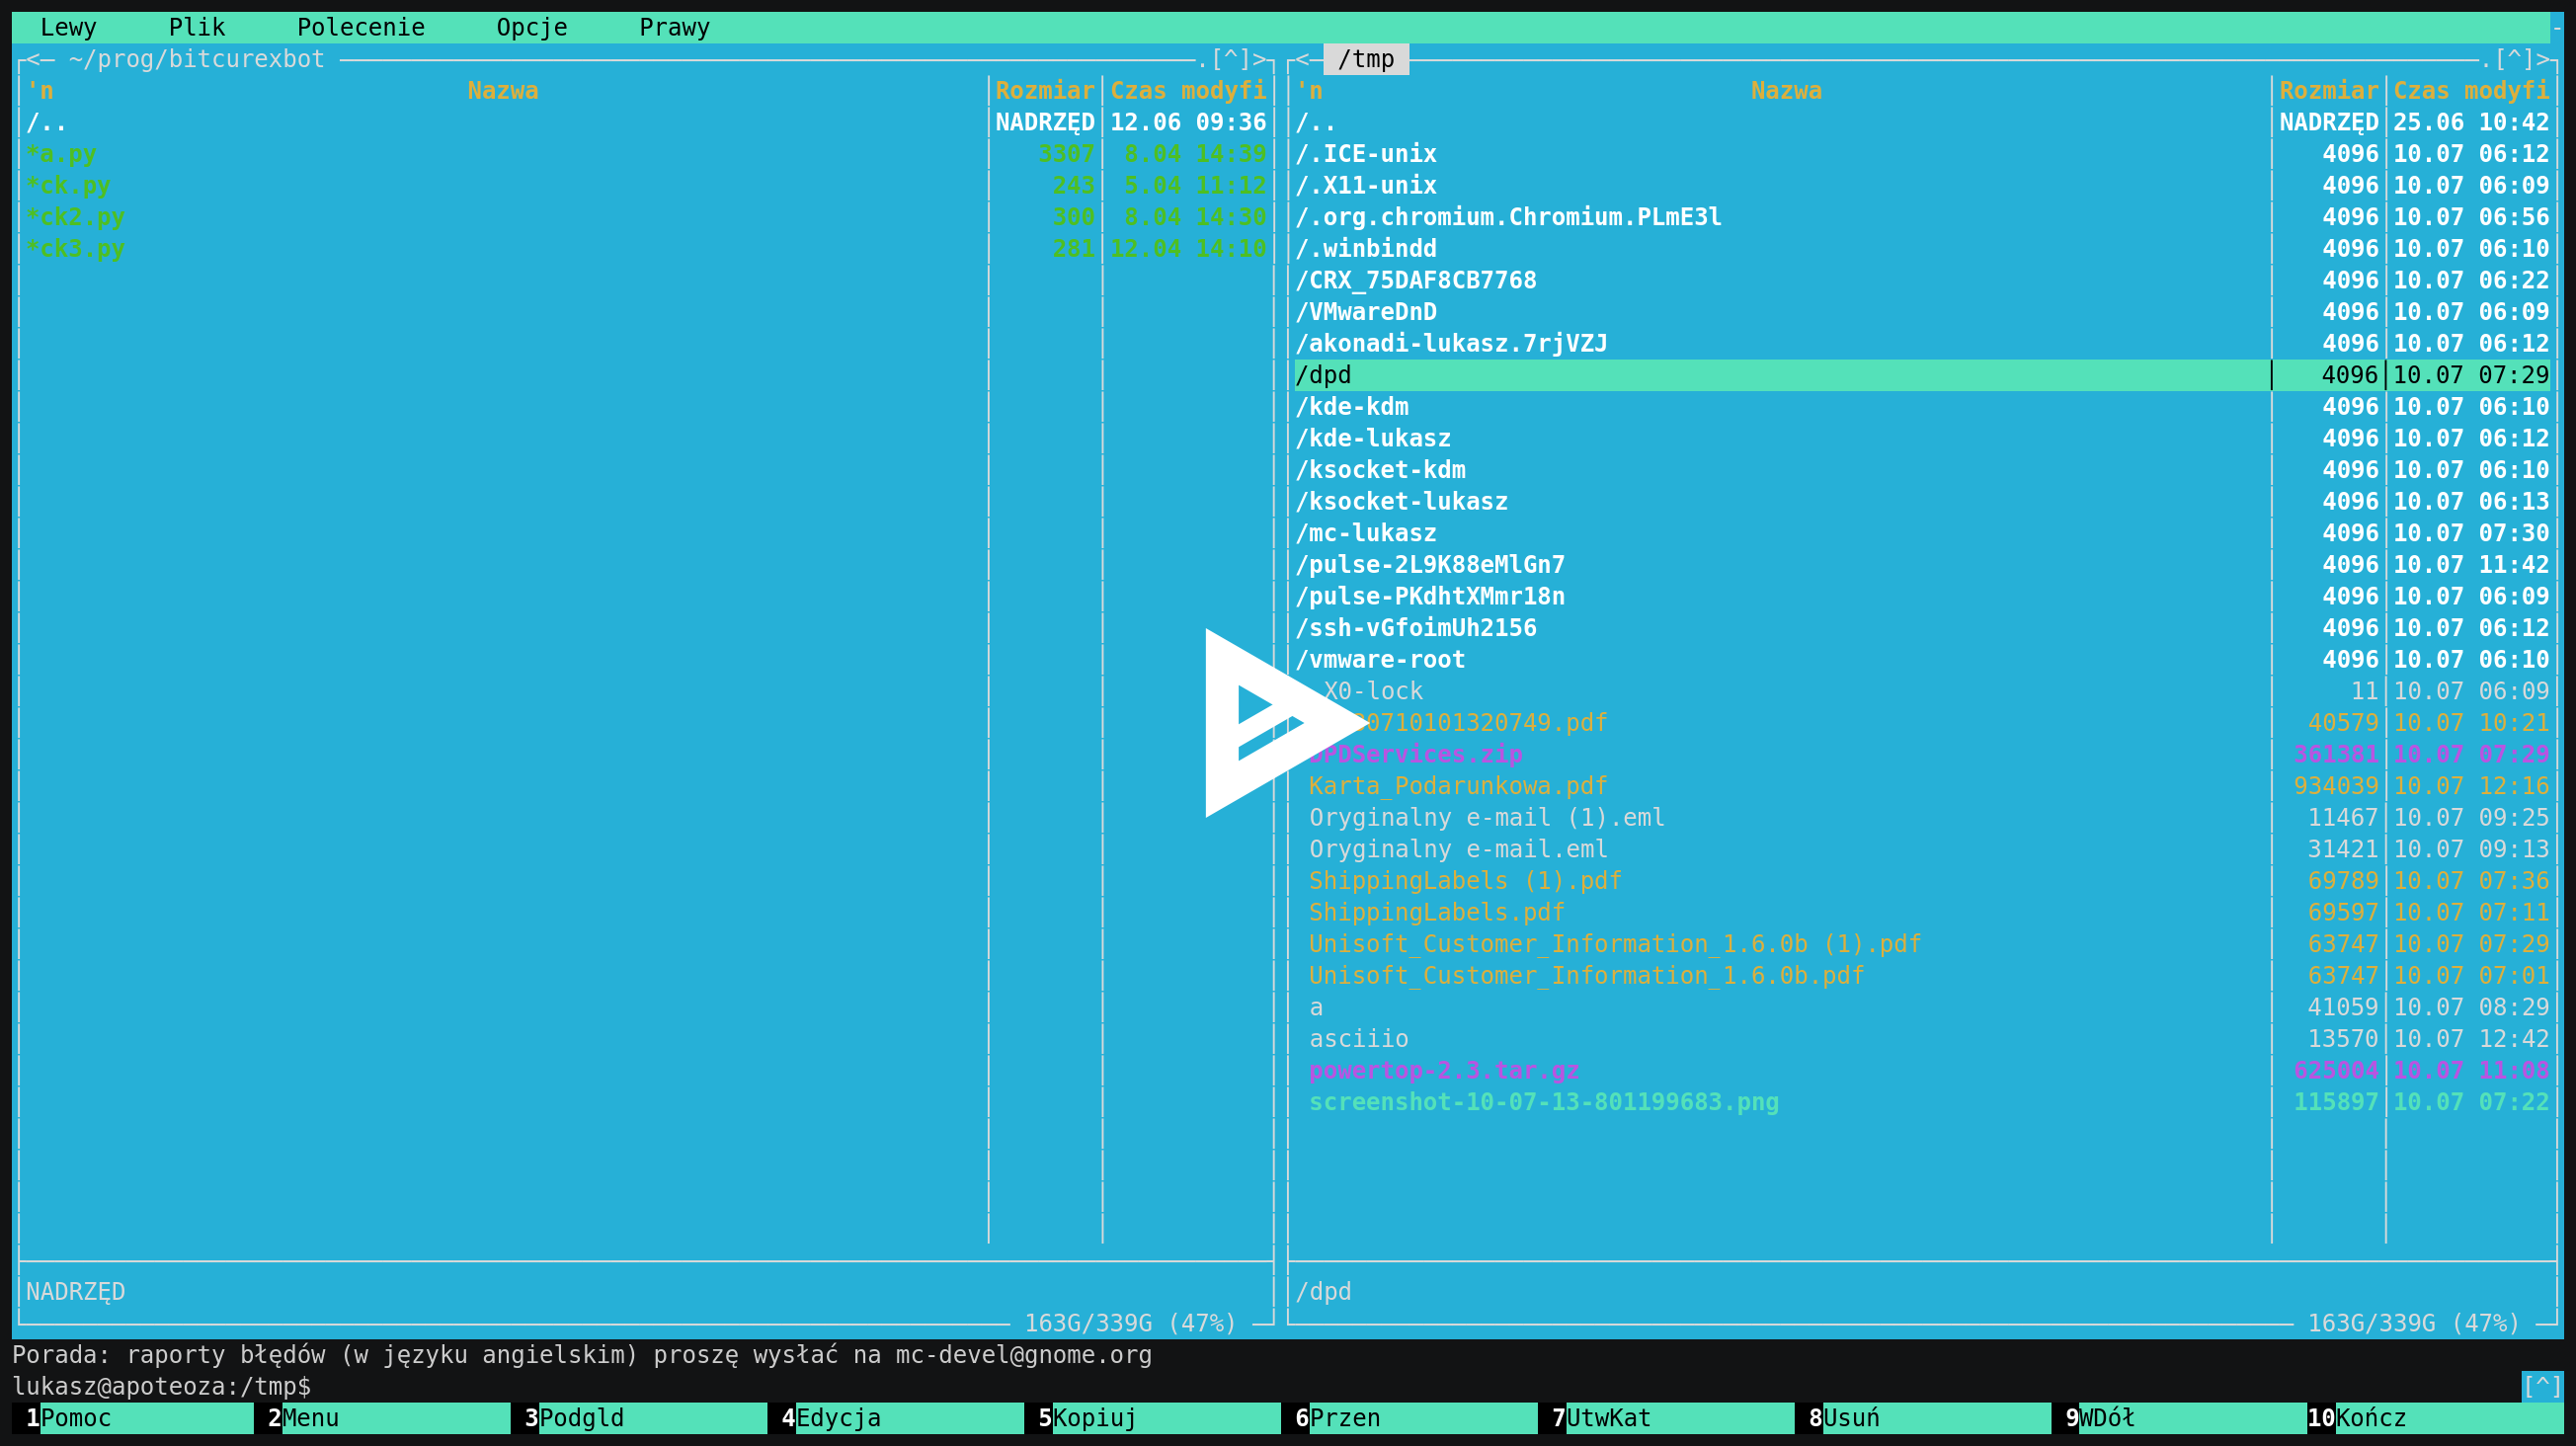 Lewy Plik Polecenie Opcje Prawy
<─ ~/prog/bitcurexbot .[^]>
'n Nazwa Rozmiar Czas modyfi
/.. NADRZĘD 12.06 09:36
*a.py 3307 8.04 14:39
*ck.py 243 5.04 11:12
*ck2.py 300 8.04 14:30
*ck3.py 281 12.04 14:10
NADRZĘD
163G/339G (47%)
<─ /tmp .[^]>
'n Nazwa Rozmiar Czas modyfi
/.. NADRZĘD 25.06 10:42
/.ICE-unix 4096 10.07 06:12
/.X11-unix 4096 10.07 06:09
/.org.chromium.Chromium.PLmE3l 4096 10.07 06:56
/.winbindd 4096 10.07 06:10
/CRX_75DAF8CB7768 4096 10.07 06:22
/VMwareDnD 4096 10.07 06:09
/akonadi-lukasz.7rjVZJ 4096 10.07 06:12
/dpd 4096 10.07 07:29
/kde-kdm 4096 10.07 06:10
/kde-lukasz 4096 10.07 06:12
/ksocket-kdm 4096 10.07 06:10
/ksocket-lukasz 4096 10.07 06:13
/mc-lukasz 4096 10.07 07:30
/pulse-2L9K88eMlGn7 4096 10.07 11:42
/pulse-PKdhtXMmr18n 4096 10.07 06:09
/ssh-vGfoimUh2156 4096 10.07 06:12
/vmware-root 4096 10.07 06:10
X0-lock 11 10.07 06:09
0710101320749.pdf 40579 10.07 10:21
DPDServices.zip 361381 10.07 07:29
Karta_Podarunkowa.pdf 934039 10.07 12:16
Oryginalny e-mail (1).eml 11467 10.07 09:25
Oryginalny e-mail.eml 31421 10.07 09:13
ShippingLabels (1).pdf 69789 10.07 07:36
ShippingLabels.pdf 69597 10.07 07:11
Unisoft_Customer_Information_1.6.0b (1).pdf 63747 10.07 07:29
Unisoft_Customer_Information_1.6.0b.pdf 63747 10.07 07:01
a 41059 10.07 08:29
asciiio 13570 10.07 12:42
powertop-2.3.tar.gz 625004 10.07 11:08
screenshot-10-07-13-801199683.png 115897 10.07 07:22
/dpd
163G/339G (47%)
Porada: raporty błędów (w języku angielskim) proszę wysłać na mc-devel@gnome.org
lukasz@apoteoza:/tmp$ [^]
1Pomoc 2Menu 3Podgld 4Edycja 5Kopiuj 6Przen 7UtwKat 8Usuń 9WDół 10Kończ